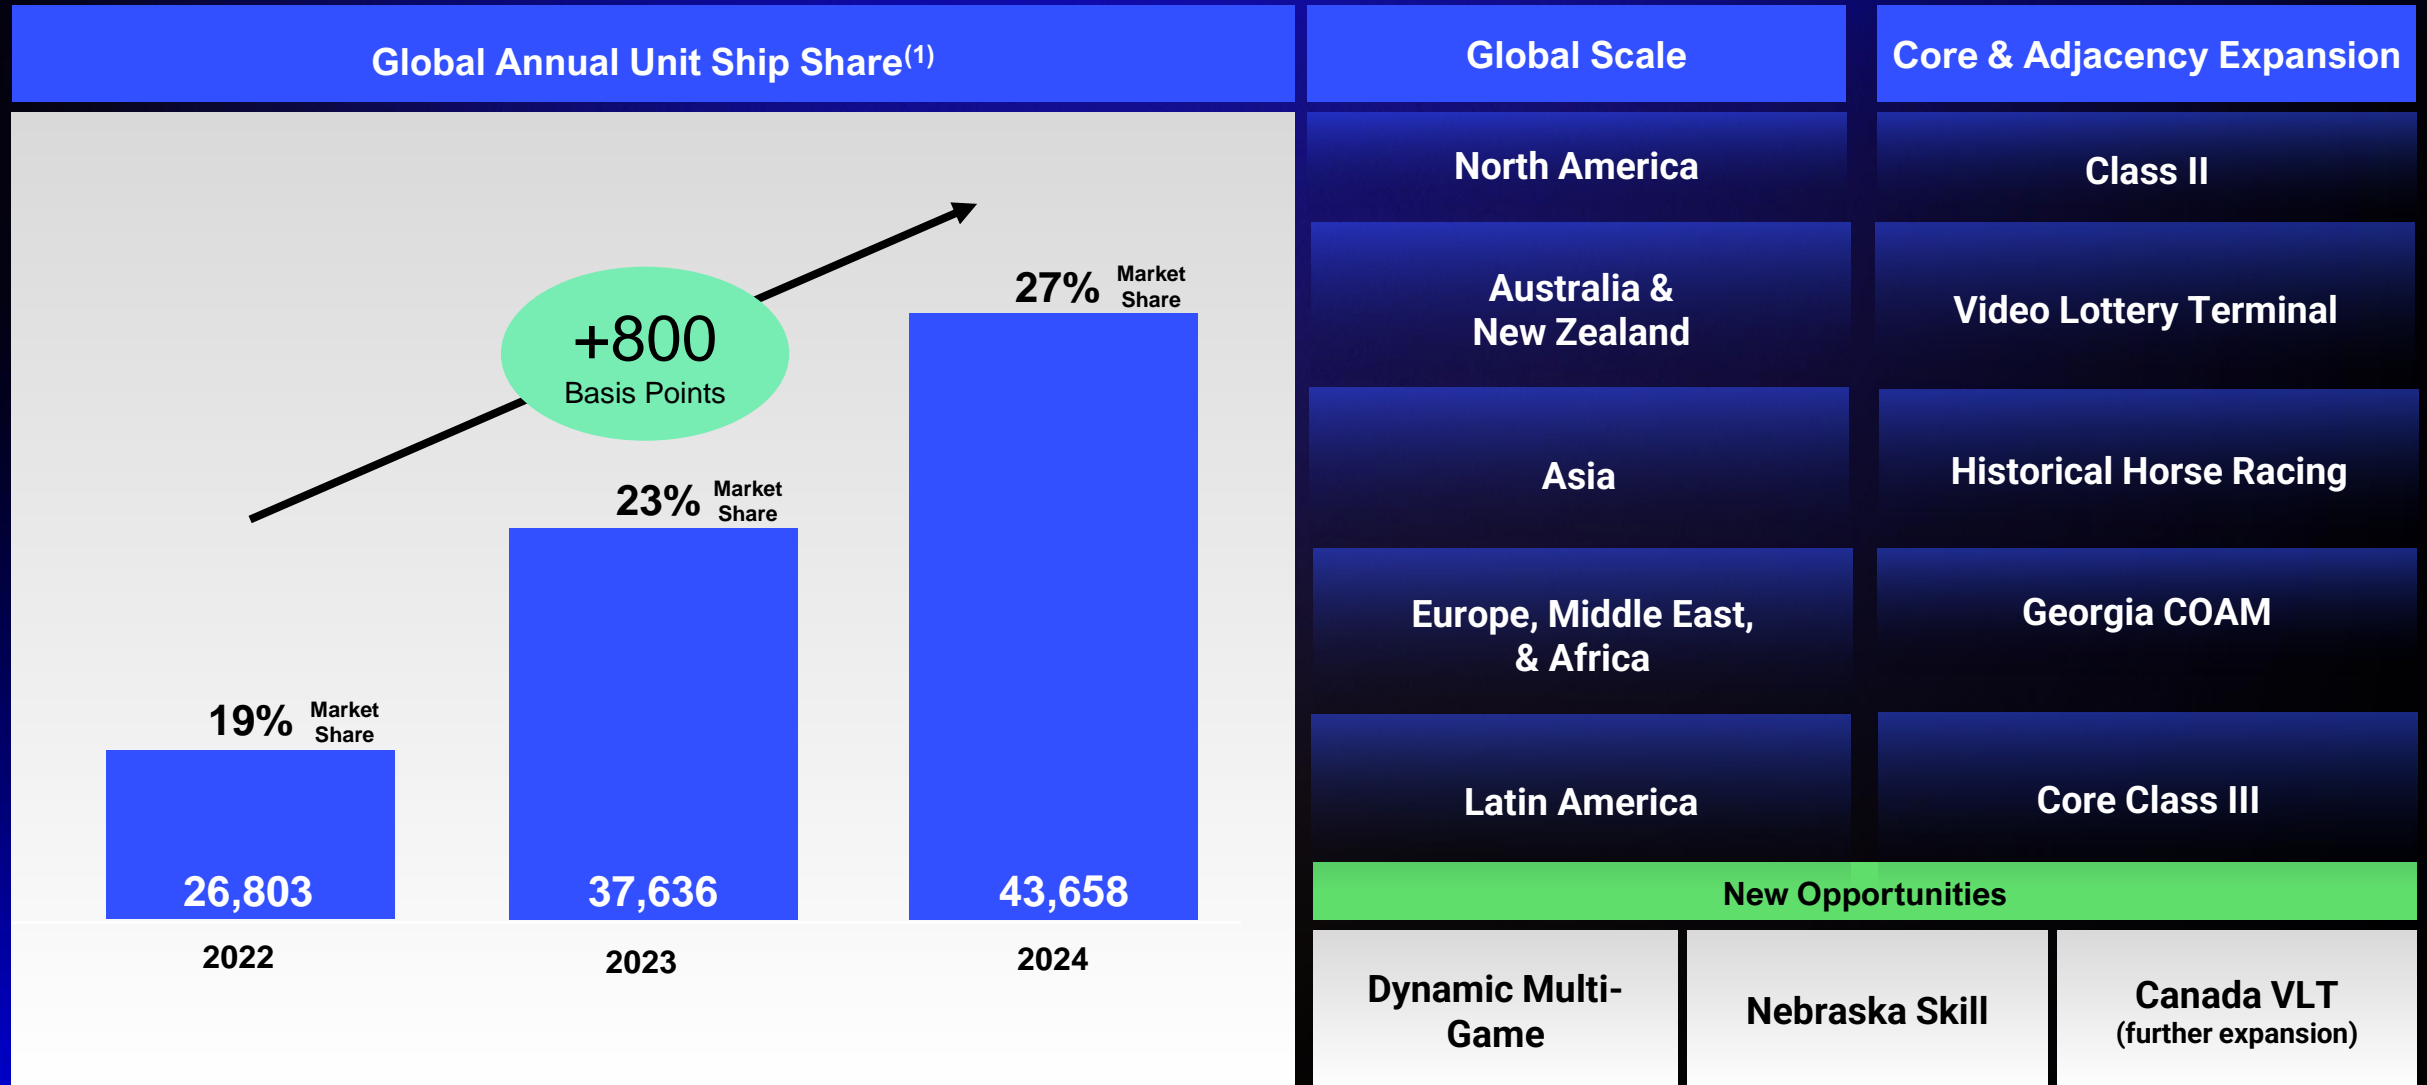 Global Annual Unit Ship Share(1)
+800
Basis Points
19% Market Share
23% Market Share
27% Market Share
26,803
37,636
43,658
2022
2023
2024
Global Scale
North America
Australia &
New Zealand
Asia
Europe, Middle East,
& Africa
Latin America
Core & Adjacency Expansion
Class II
Video Lottery Terminal
Historical Horse Racing
Georgia COAM
Core Class III
New Opportunities
Dynamic Multi-
Game
Nebraska Skill
Canada VLT
(further expansion)